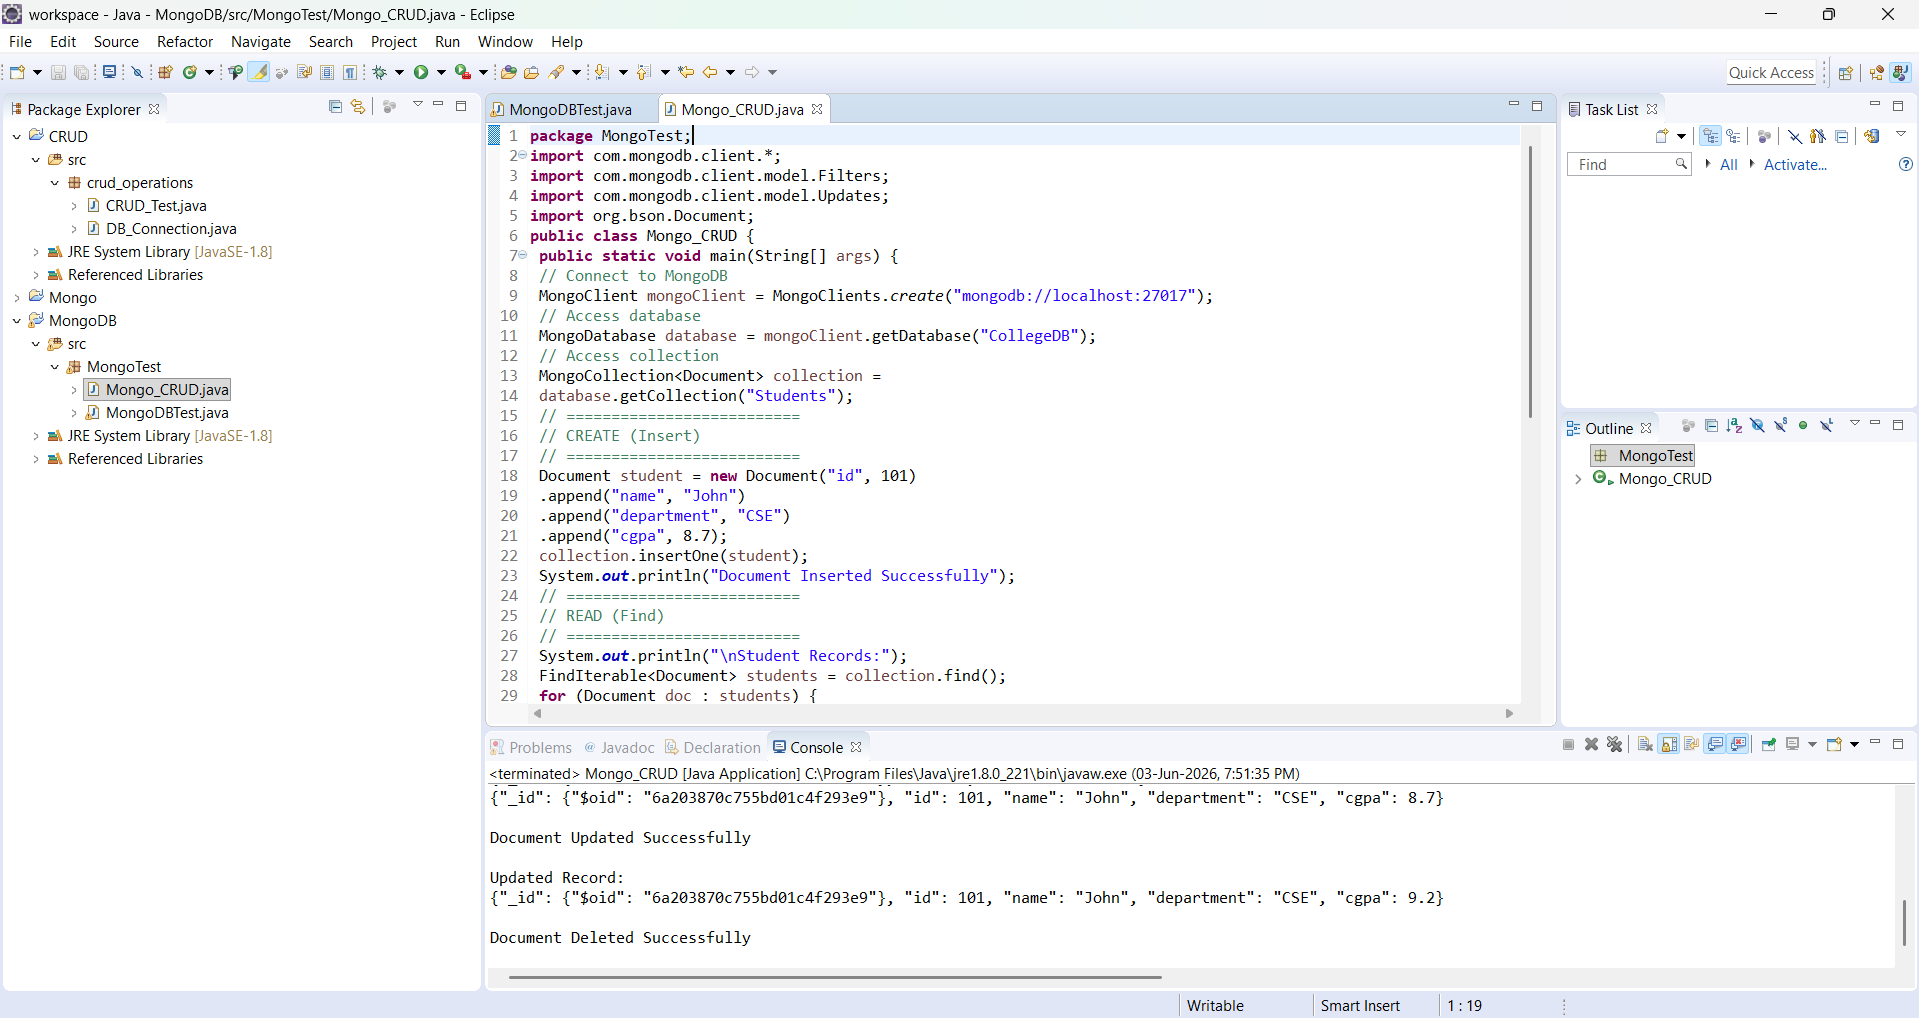 workspace - Java - MongoDB/src/MongoTest/Mongo_CRUD.java - Eclipse
File Edit Source Refactor Navigate Search Project Run Window Help
Quick Access
Package Explorer
CRUD
src
crud_operations
CRUD_Test.java
DB_Connection.java
JRE System Library [JavaSE-1.8]
Referenced Libraries
Mongo
MongoDB
src
MongoTest
Mongo_CRUD.java
MongoDBTest.java
JRE System Library [JavaSE-1.8]
Referenced Libraries
MongoDBTest.java Mongo_CRUD.java
1 package MongoTest;
2 import com.mongodb.client.*;
3 import com.mongodb.client.model.Filters;
4 import com.mongodb.client.model.Updates;
5 import org.bson.Document;
6 public class Mongo_CRUD {
7 public static void main(String[] args) {
8 // Connect to MongoDB
9 MongoClient mongoClient = MongoClients.create("mongodb://localhost:27017");
10 // Access database
11 MongoDatabase database = mongoClient.getDatabase("CollegeDB");
12 // Access collection
13 MongoCollection<Document> collection =
14 database.getCollection("Students");
15 // ==========================
16 // CREATE (Insert)
17 // ==========================
18 Document student = new Document("id", 101)
19 .append("name", "John")
20 .append("department", "CSE")
21 .append("cgpa", 8.7);
22 collection.insertOne(student);
23 System.out.println("Document Inserted Successfully");
24 // ==========================
25 // READ (Find)
26 // ==========================
27 System.out.println("\nStudent Records:");
28 FindIterable<Document> students = collection.find();
29 for (Document doc : students) {
Task List
Find All Activate...
Outline
MongoTest
Mongo_CRUD
Problems @ Javadoc Declaration Console
<terminated> Mongo_CRUD [Java Application] C:\Program Files\Java\jre1.8.0_221\bin\javaw.exe (03-Jun-2026, 7:51:35 PM)
{"_id": {"$oid": "6a203870c755bd01c4f293e9"}, "id": 101, "name": "John", "department": "CSE", "cgpa": 8.7}
Document Updated Successfully
Updated Record:
{"_id": {"$oid": "6a203870c755bd01c4f293e9"}, "id": 101, "name": "John", "department": "CSE", "cgpa": 9.2}
Document Deleted Successfully
Writable Smart Insert 1 : 19